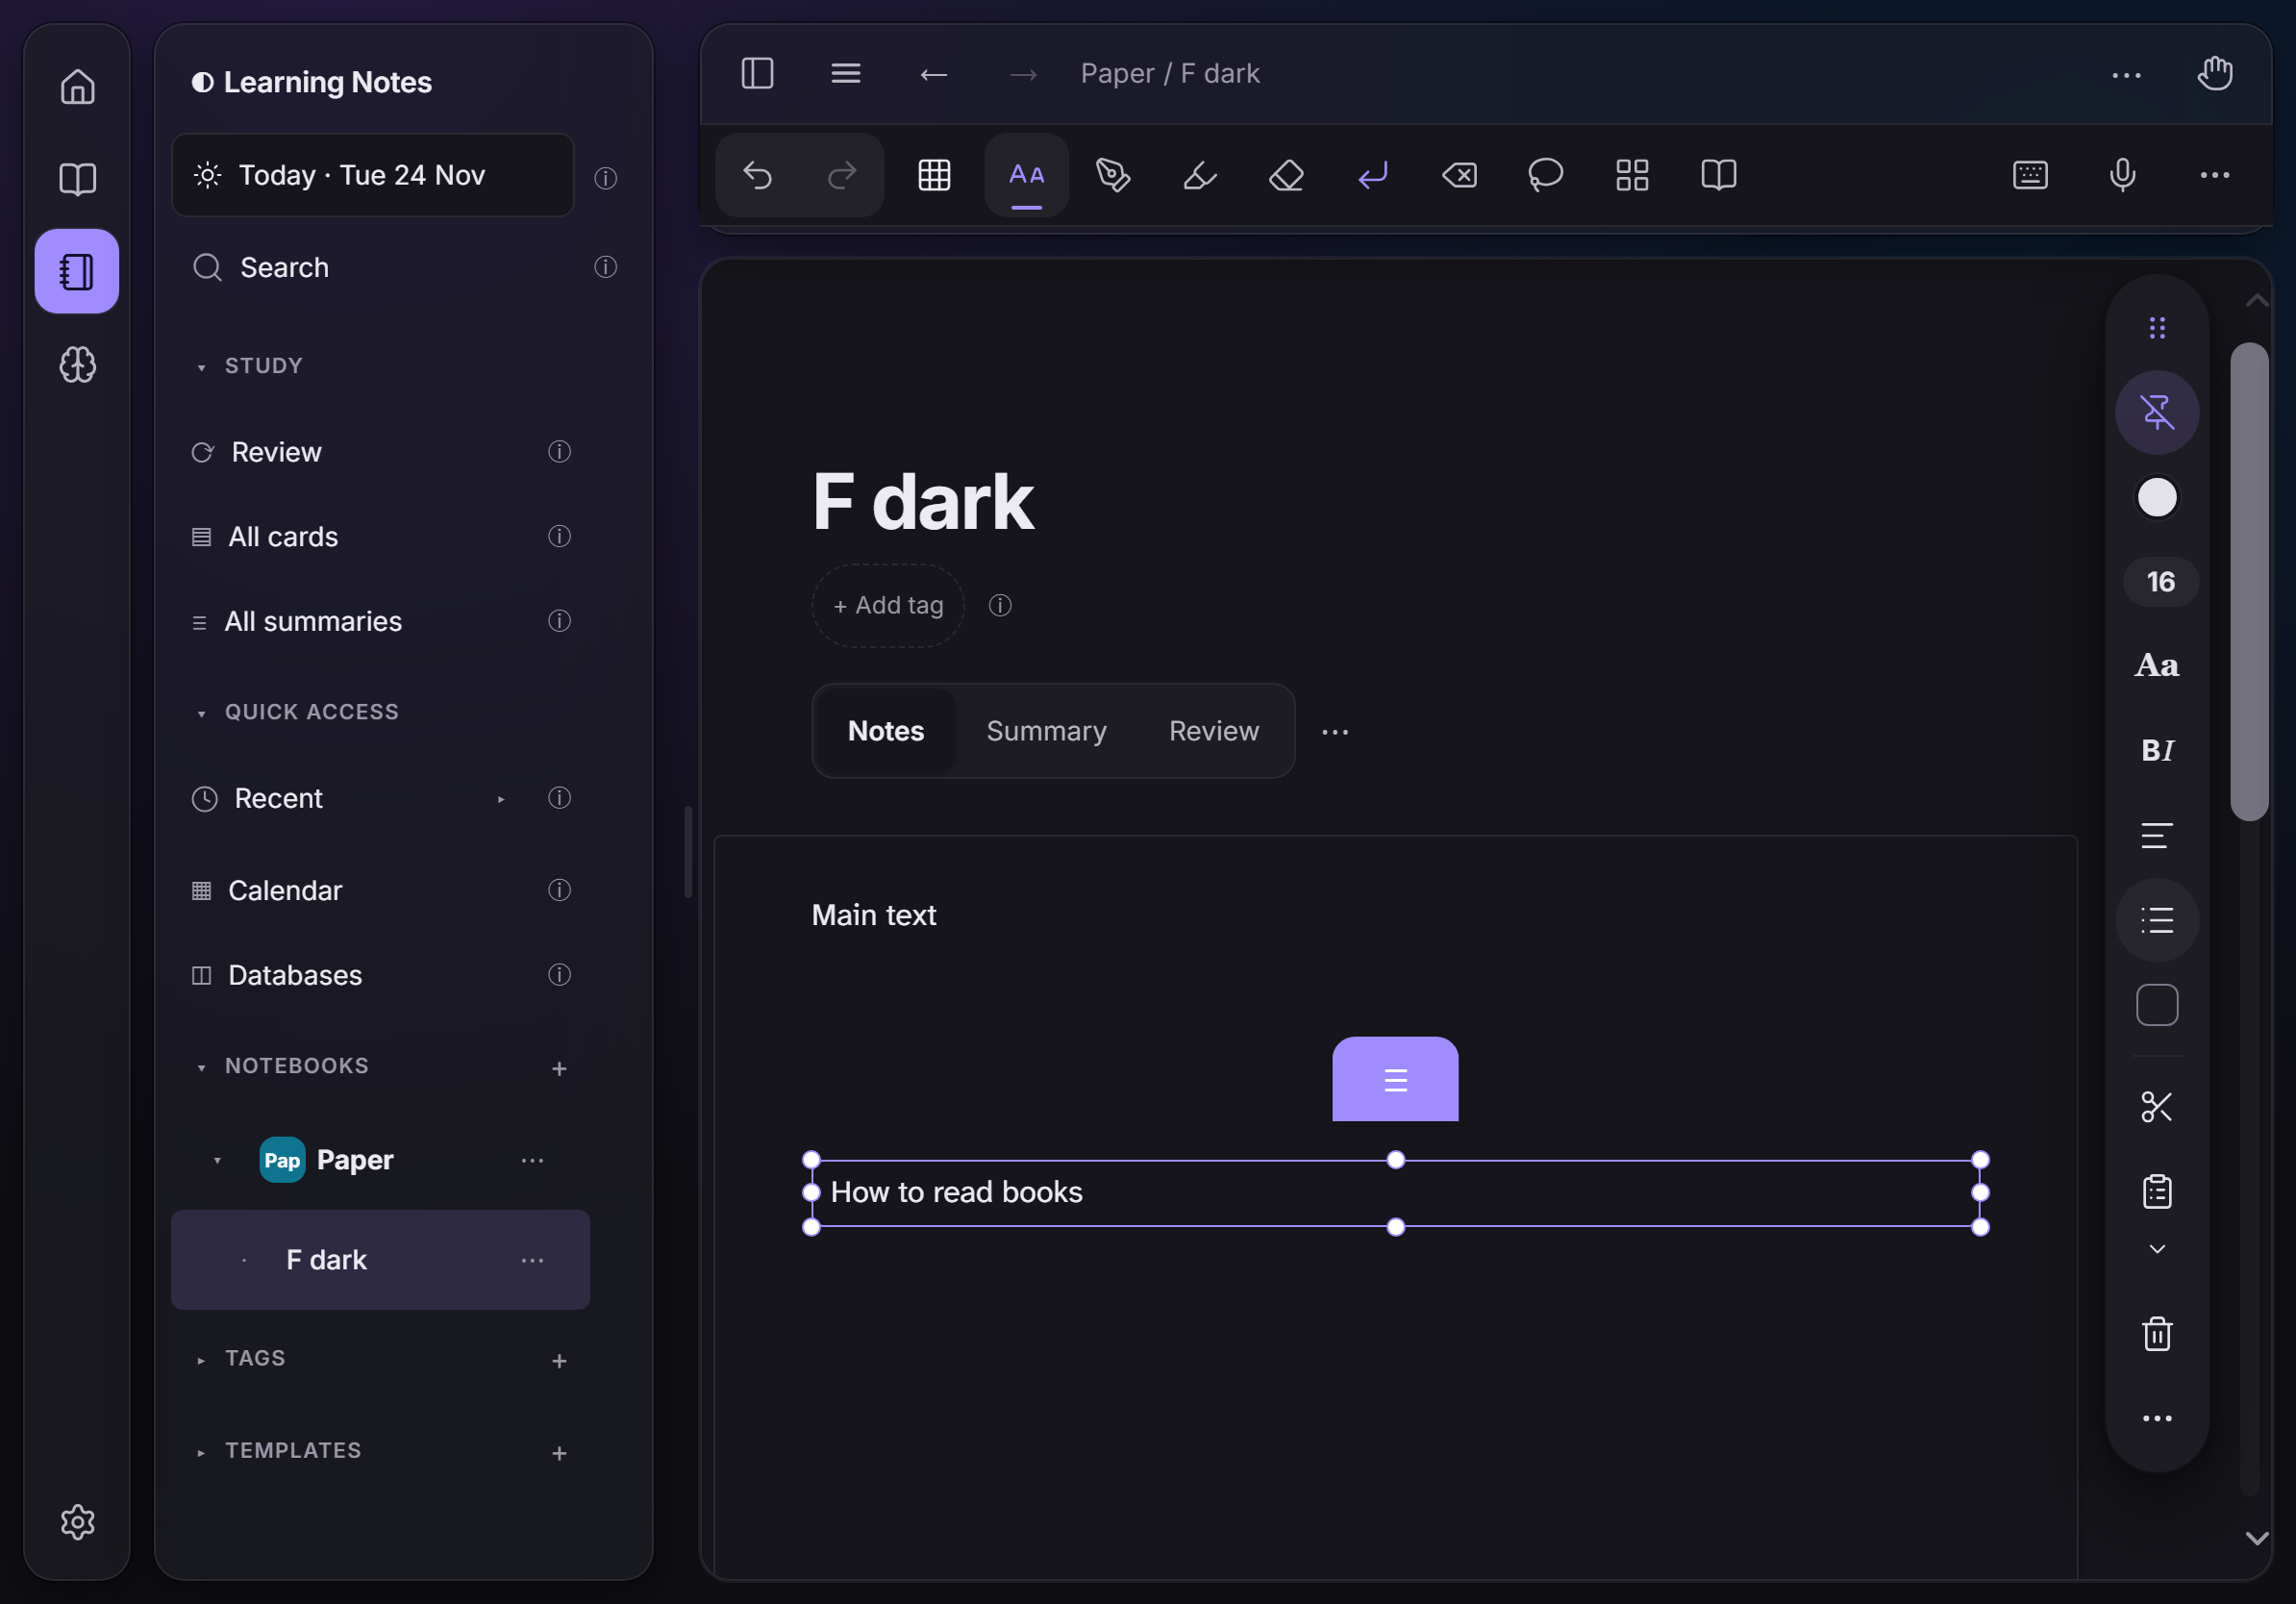 Learning Notes
Today · Tue 24 Nov
Search
STUDY
Review
All cards
All summaries
QUICK ACCESS
Recent
Calendar
Databases
NOTEBOOKS
Pap Paper
F dark
TAGS
TEMPLATES
Paper / F dark
AA
F dark
+ Add tag
Notes Summary Review
Main text
How to read books
16
Aa
BI